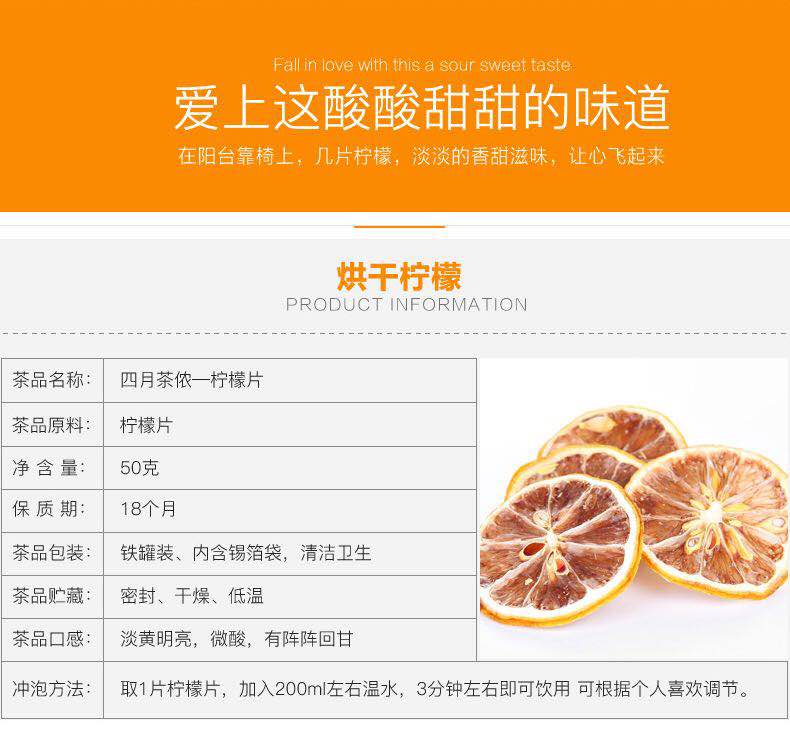 Fall in love with this a sour sweet taste
爱上这酸酸甜甜的味道
在阳台靠椅上，几片柠檬，淡淡的香甜滋味，让心飞起来
烘干柠檬
PRODUCT INFORMATION
茶品名称： 四月茶侬—柠檬片
茶品原料： 柠檬片
净 含 量： 50克
保 质 期： 18个月
茶品包装： 铁罐装、内含锡箔袋，清洁卫生
茶品贮藏： 密封、干燥、低温
茶品口感： 淡黄明亮，微酸，有阵阵回甘
冲泡方法： 取1片柠檬片，加入200ml左右温水，3分钟左右即可饮用 可根据个人喜欢调节。